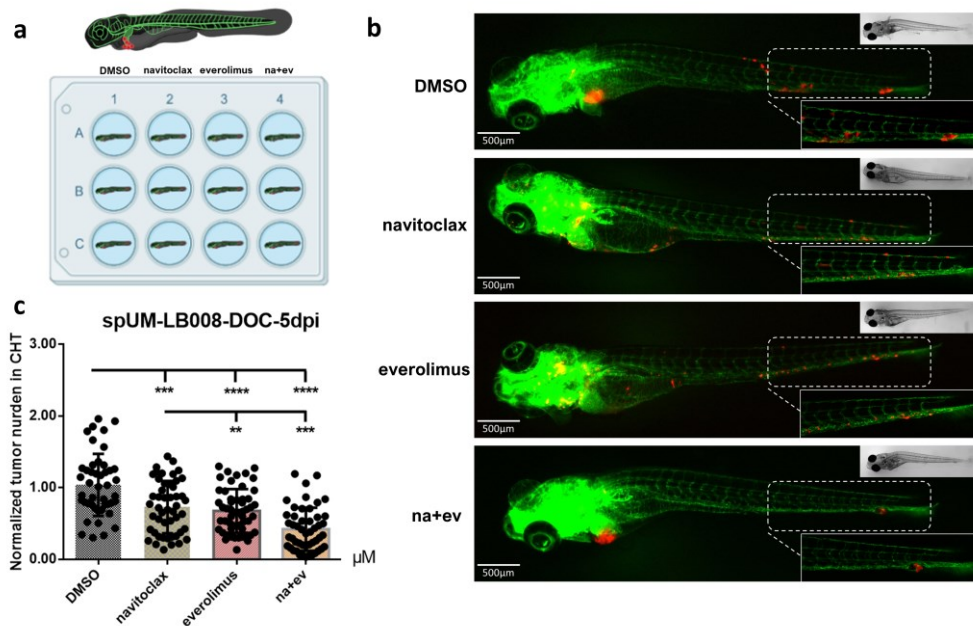 a
DMSO navitoclax everolimus na+ev
1 2 3 4
A
B
C
b
DMSO
500µm
navitoclax
500µm
everolimus
500µm
na+ev
500µm
c
spUM-LB008-DOC-5dpi
Normalized tumor nurden in CHT
3.00
2.00
1.00
0.00
*** **** ****
** ***
µM
DMSO
navitoclax
everolimus
na+ev